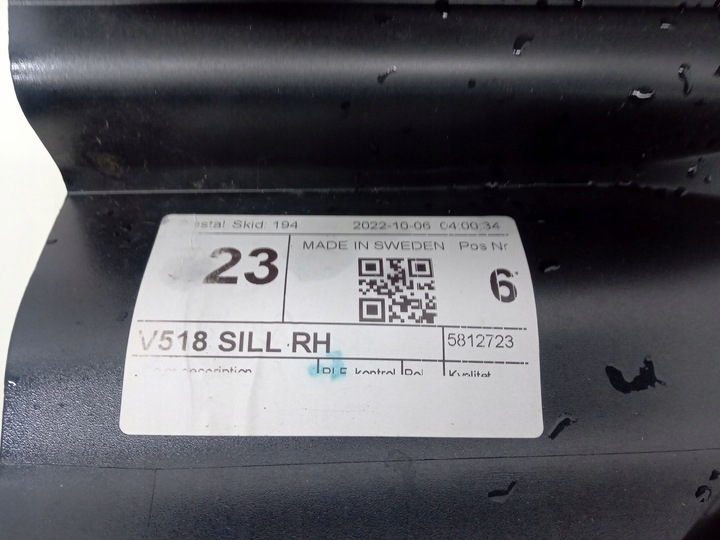 Skid 194 2022-10-06 04:00:34
23 MADE IN SWEDEN Pos Nr 6
V518 SILL RH 5812723
kontrol Kvalitet